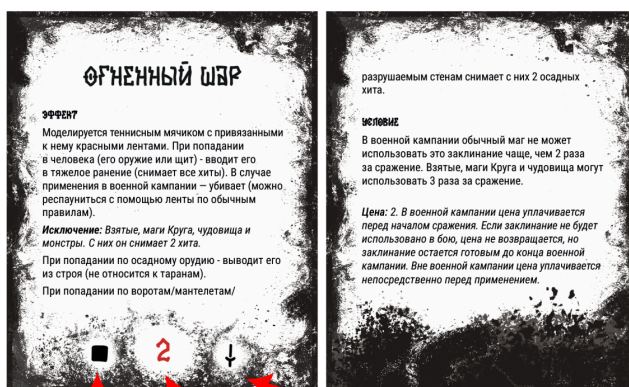 ОГНЕННЫЙ ШАР
ЭФФЕКТ
Моделируется теннисным мячиком с привязанными
к нему красными лентами. При попадании
в человека (его оружие или щит) - вводит его
в тяжелое ранение (снимает все хиты). В случае
применения в военной кампании — убивает (можно
респауниться с помощью ленты по обычным
правилам).
Исключение: Взятые, маги Круга, чудовища и
монстры. С них он снимает 2 хита.
При попадании по осадному орудию - выводит его
из строя (не относится к таранам).
При попадании по воротам/мантелетам/
2
разрушаемым стенам снимает с них 2 осадных
хита.
УСЛОВИЕ
В военной кампании обычный маг не может
использовать это заклинание чаще, чем 2 раза
за сражение. Взятые, маги Круга и чудовища могут
использовать 3 раза за сражение.
Цена: 2. В военной кампании цена уплачивается
перед началом сражения. Если заклинание не будет
использовано в бою, цена не возвращается, но
заклинание остается готовым до конца военной
кампании. Вне военной кампании цена уплачивается
непосредственно перед применением.